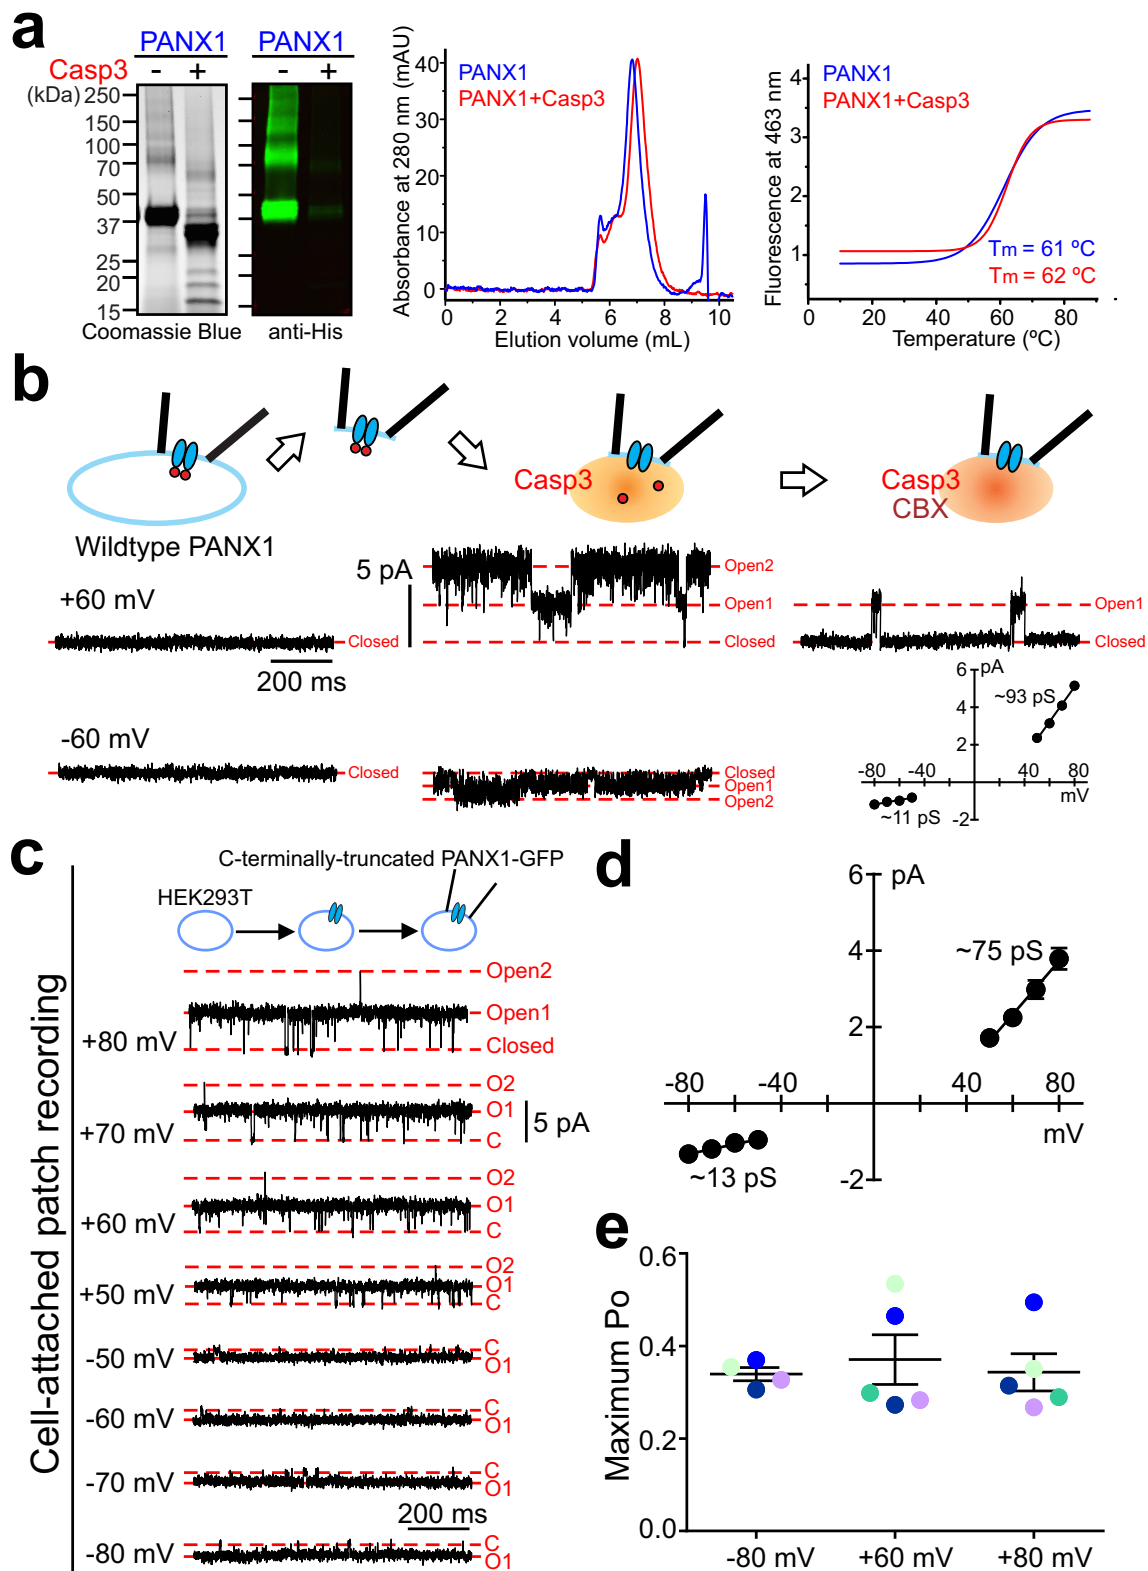 a
PANX1
PANX1
Casp3
-
+
-
+
(kDa)
250
150
100
70
50
37
25
20
15
Coomassie Blue
anti-His
Absorbance at 280 nm (mAU)
PANX1
PANX1+Casp3
40
30
20
10
0
0
2
4
6
8
10
Elution volume (mL)
Fluorescence at 463 nm
PANX1
PANX1+Casp3
4
3
2
1
Tm = 61 ºC
Tm = 62 ºC
0
20
40
60
80
Temperature (ºC)
b
Wildtype PANX1
Casp3
Casp3
CBX
+60 mV
Closed
200 ms
5 pA
Open2
Open1
Closed
Open1
Closed
-60 mV
Closed
Closed
Open1
Open2
6
pA
4
2
-2
~93 pS
-80
-40
40
80
mV
~11 pS
c
Cell-attached patch recording
C-terminally-truncated PANX1-GFP
HEK293T
+80 mV
Open2
Open1
Closed
+70 mV
O2
O1
C
5 pA
+60 mV
O2
O1
C
+50 mV
O2
O1
C
-50 mV
C
O1
-60 mV
C
O1
-70 mV
C
O1
200 ms
-80 mV
C
O1
d
6
pA
4
2
-2
~75 pS
-80
-40
40
80
mV
~13 pS
e
Maximum Po
0.6
0.4
0.2
0.0
-80 mV
+60 mV
+80 mV